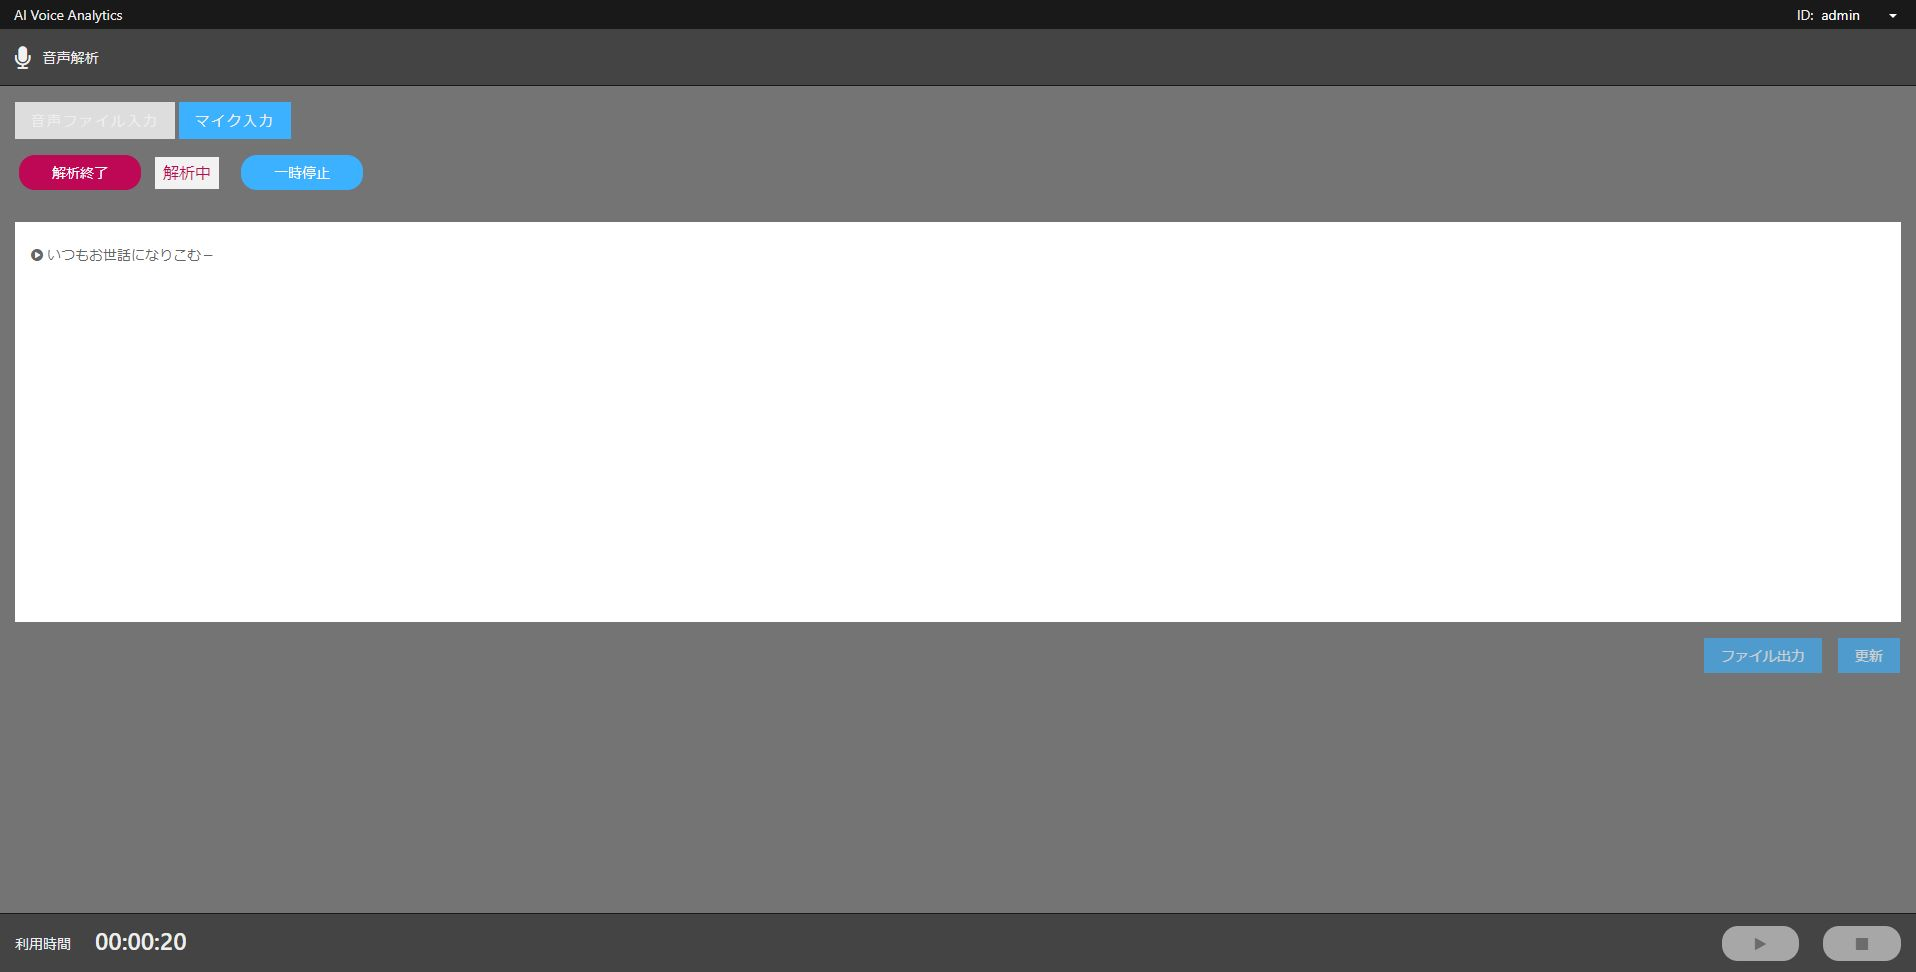 AI Voice Analytics
ID: admin
音声解析
音声ファイル入力 マイク入力
解析終了 解析中 一時停止
いつもお世話になりこむー
ファイル出力 更新
利用時間 00:00:20